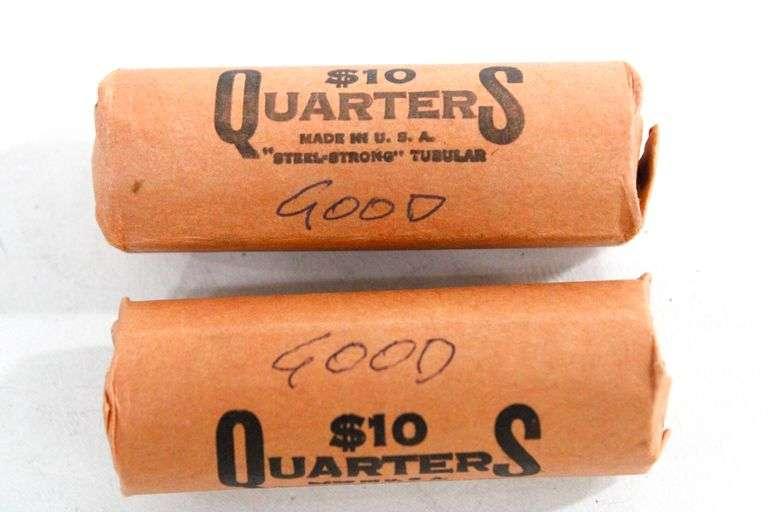 $10
QUARTERS
MADE IN U. S. A.
"STEEL-STRONG" TUBULAR
GOOD
GOOD
$10
QUARTERS